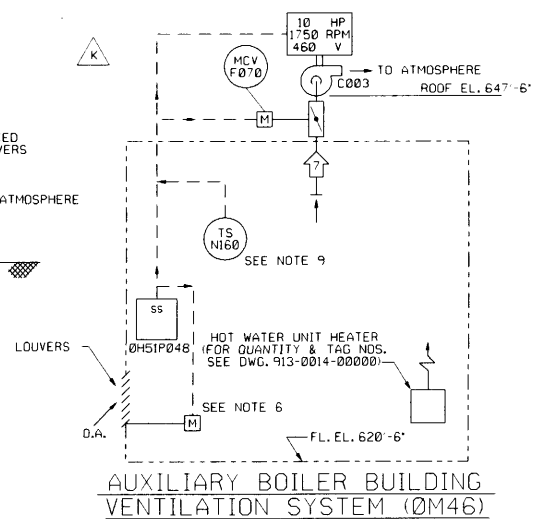 10 HP
1750 RPM
460 V
K
MCV
F070
TO ATMOSPHERE
C003
ROOF EL. 647'-6"
M
ED
ERS
7
ATMOSPHERE
TS
N160
SEE NOTE 9
SS
0H51P048
HOT WATER UNIT HEATER
(FOR QUANTITY & TAG NOS.
SEE DWG. 913-0014-00000)
LOUVERS
O.A.
SEE NOTE 6
M
FL. EL. 620'-6"
AUXILIARY BOILER BUILDING
VENTILATION SYSTEM (0M46)